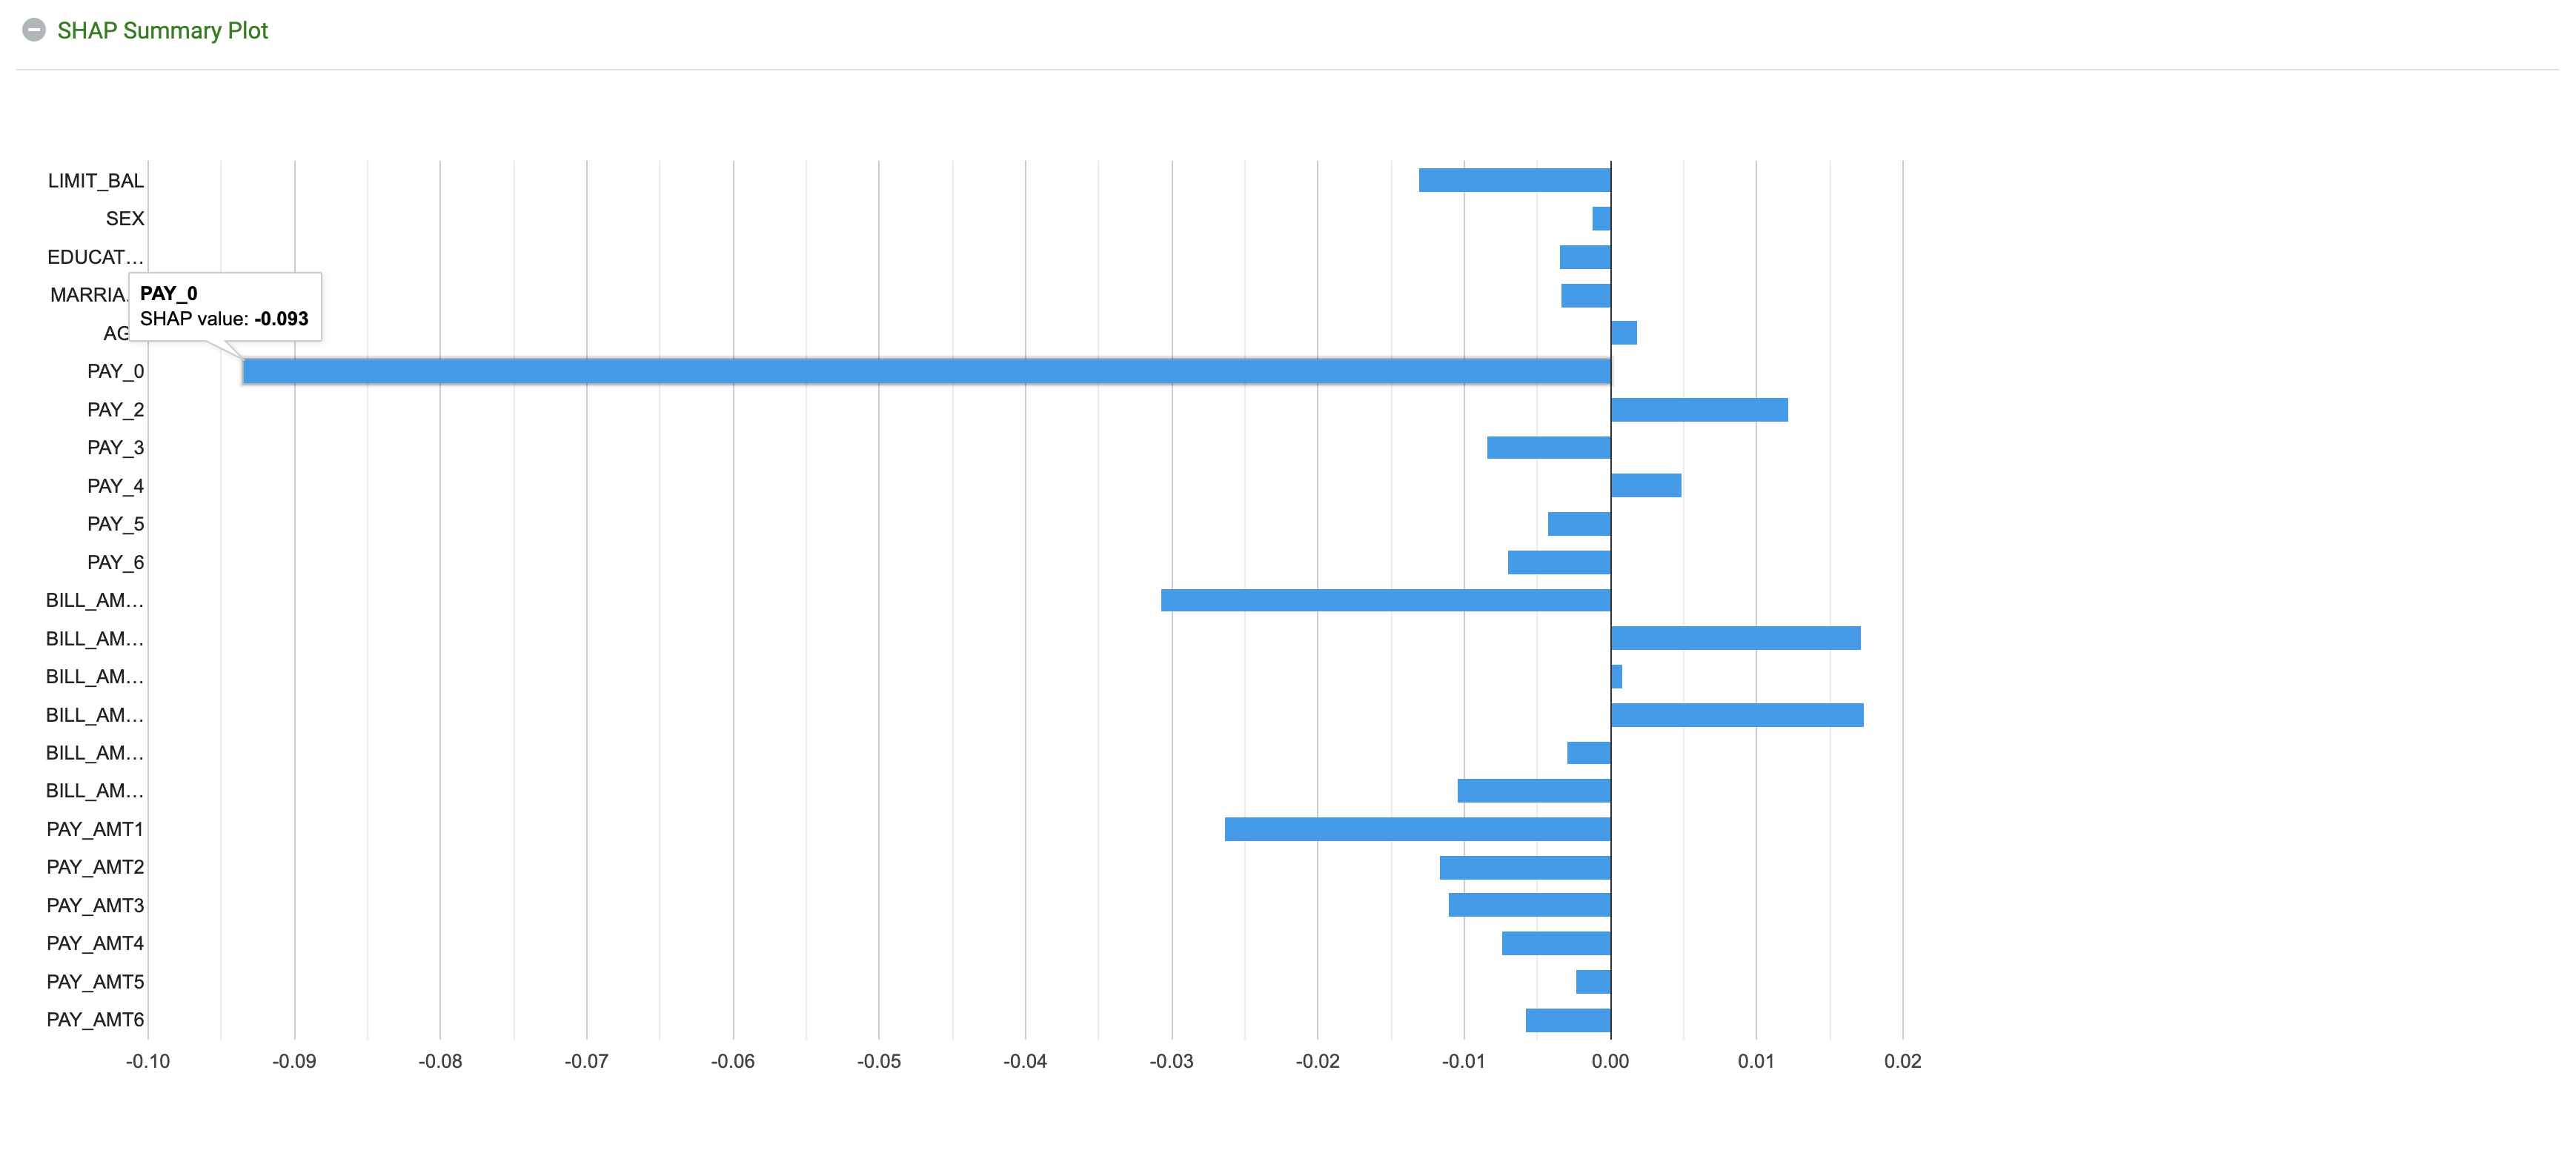 SHAP Summary Plot
LIMIT_BAL
SEX
EDUCAT...
MARRIA.
PAY_0
SHAP value: -0.093
AG
PAY_0
PAY_2
PAY_3
PAY_4
PAY_5
PAY_6
BILL_AM...
BILL_AM...
BILL_AM...
BILL_AM...
BILL_AM...
BILL_AM...
PAY_AMT1
PAY_AMT2
PAY_AMT3
PAY_AMT4
PAY_AMT5
PAY_AMT6
-0.10 -0.09 -0.08 -0.07 -0.06 -0.05 -0.04 -0.03 -0.02 -0.01 0.00 0.01 0.02